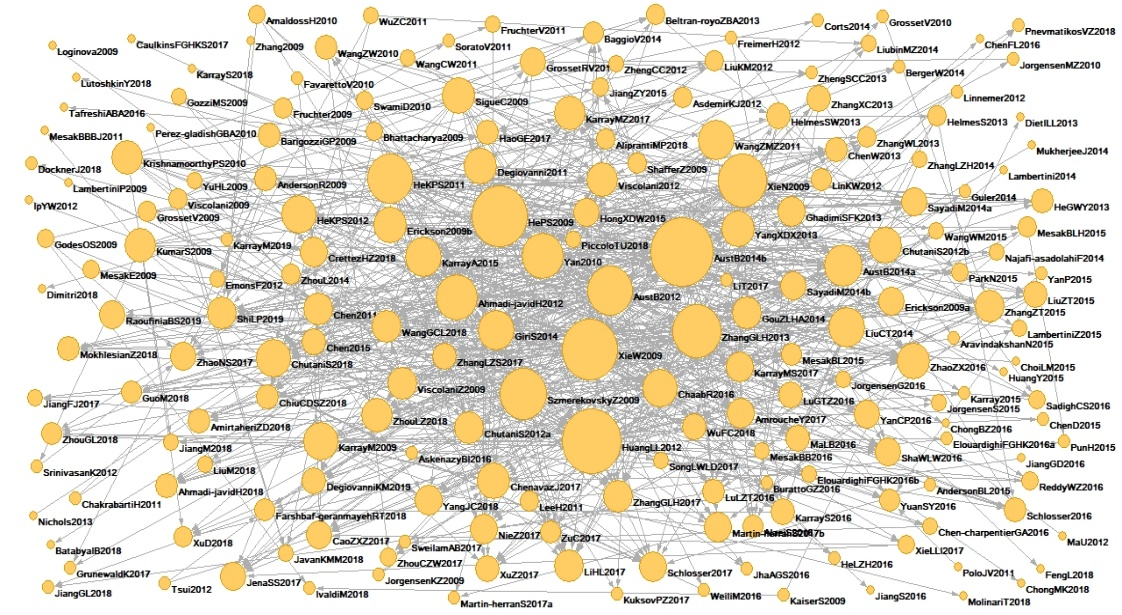 AmaldossH2010
WuZC2011
FruchterV2011
Beltran-royoZBA2013
Corts2014
GrossetV2010
PnevmatikosVZ2018
Loginova2009
CaulkinsFGHKS2017
Zhang2009
WangZW2010
SoratoV2011
BaggioV2014
FreimerH2012
LiubinMZ2014
ChenFL2016
WangCW2011
GrossetRV201
ZhengCC2012
LiuKM2012
ZhengSCC2013
BergerW2014
JorgensenMZ2010
LutoshkinY2018
KarrayS2018
FavarettoV2010
GozziMS2009
SwamiD2010
SigueC2009
JiangZY2015
AsdemirKJ2012
ZhangXC2013
Linnemer2012
TafreshiABA2016
Fruchter2009
KarrayMZ2017
HelmesSW2013
HelmesS2013
DietILL2013
MesakBBBJ2011
Perez-gladishGBA2010
BarigozziGP2009
Bhattacharya2009
HaoGE2017
AliprantiMP2018
WangZMZ2011
ZhangWL2013
MukherjeeJ2014
DocknerJ2018
KrishnamoorthyPS2010
Degiovanni2011
ShafferZ2009
ChenW2013
ZhangLZH2014
Lambertini2014
LambertiniP2009
YuHL2009
AndersonR2009
HeKPS2011
Viscolani2012
XieN2009
LinKW2012
Guler2014
IpYW2012
Viscolani2009
GrossetV2009
HeKPS2012
HePS2009
HongXDW2015
GhadimiSFK2013
SayadiM2014a
HeGWY2013
Erickson2009b
YangXDX2013
WangWM2015
MesakBLH2015
GodesOS2009
KumarS2009
KarrayM2019
CrettezHZ2018
KarrayA2015
PiccoloTU2018
Yan2010
AustB2014b
Chutani2012b
Najafi-asadolahiF2014
MesakE2009
EmonsF2012
ZhouL2014
LiT2017
AustB2014a
ParkN2015
YanP2015
Dimitri2018
Ahmadi-javidH2012
AustB2012
SayadiM2014b
Erickson2009a
LiuZT2015
RaoufiniaBS2019
ShiLP2019
Chen2011
GouZLHA2014
ZhangZT2015
WangGCL2018
GiriS2014
ZhangGLH2013
LiuCT2014
LambertiniZ2015
AravindakshanN2015
MokhlesianZ2018
ZhaoNS2017
ChutaniS2018
Chen2015
ZhangLZS2017
XieW2009
MesakBL2015
ZhaoZX2016
ChoiLM2015
KarrayMS2017
HuangY2015
JiangFJ2017
GuoM2018
ChiuCDSZ2018
ViscolaniZ2009
SzmerekovskyZ2009
ChaabR2016
LuGTZ2016
JorgensenG2016
Karray2015
JorgensenS2015
SadighCS2016
AmirtaheriZD2018
ZhouLZ2018
AmroucheY2017
YanCP2016
ChenD2015
ZhouGL2018
JiangM2018
KarrayM2009
ChutaniS2012a
HuangLL2012
WuFC2018
MaLB2016
ChongBZ2016
ElouardighiFGHK2016a
PunH2015
SrinivasanK2012
LiuM2018
AskenazyBI2016
SongLWLD2017
MesakBB2016
ShaWLW2016
JiangGD2016
Ahmadi-javidH2018
DegiovanniKM2019
ChenavazJ2017
BurattoGZ2016
ElouardighiFGHK2016b
AndersonBL2015
ReddyWZ2016
ChakrabartiH2011
YangJC2018
LeeH2011
ZhangGLH2017
LuLZT2016
YuanSY2016
Nichols2013
Farshbaf-geranmayehRT2018
KarrayS2016
Schlosser2016
XuD2018
CaoZXZ2017
NieZ2017
ZuC2017
Chen-charpentierGA2016
MaU2012
BatabyalB2018
JavanKMM2018
SweilamAB2017
ZhouCZW2017
XieLLI2017
GrunewaldK2017
JenaSS2017
JorgensenKZ2009
XuZ2017
LiHL2017
Schlosser2017
JhaAGS2016
HeLZH2016
PoloJV2011
FengL2018
JiangGL2018
Tsui2012
IvaldiM2018
Martin-herranS2017a
KuksovPZ2017
WeiliM2016
KaiserS2009
JiangS2016
MolinariT2018
ChongMK2018